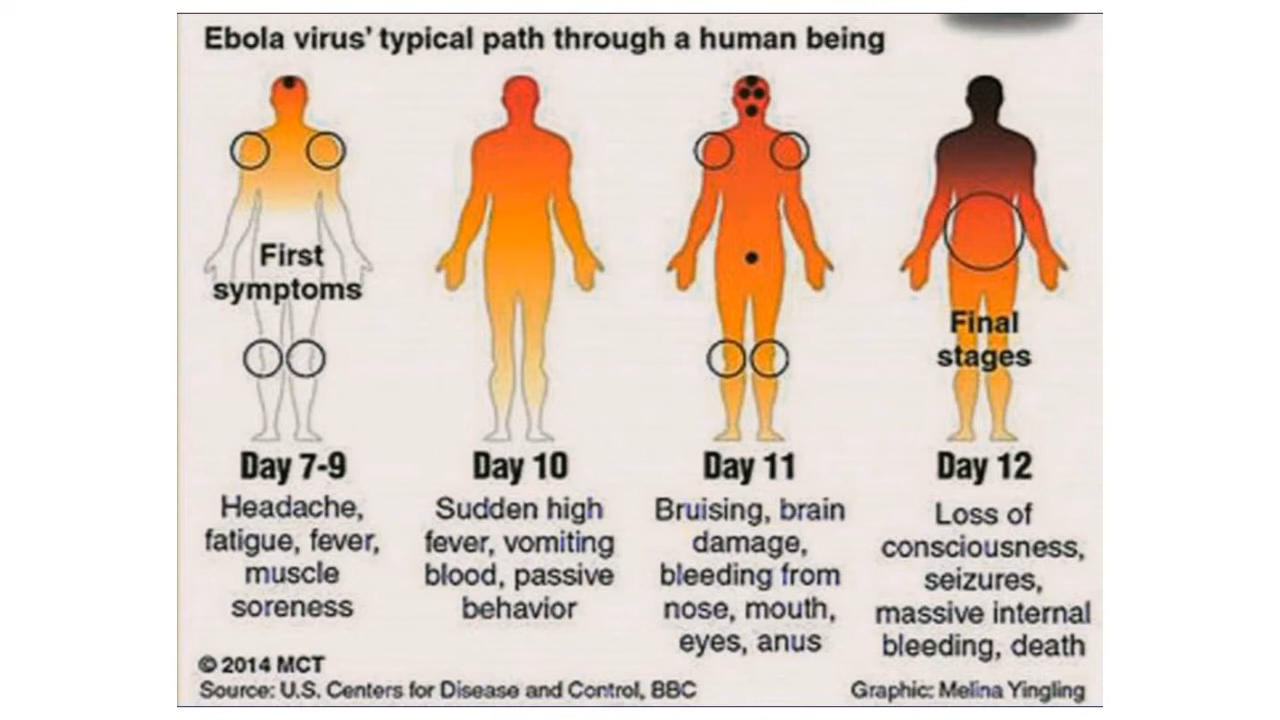 Ebola virus' typical path through a human being
First
symptoms
Final
stages
Day 7-9
Headache,
fatigue, fever,
muscle
soreness
Day 10
Sudden high
fever, vomiting
blood, passive
behavior
Day 11
Bruising, brain
damage,
bleeding from
nose, mouth,
eyes, anus
Day 12
Loss of
consciousness,
seizures,
massive internal
bleeding, death
© 2014 MCT
Source: U.S. Centers for Disease and Control, BBC
Graphic: Melina Yingling